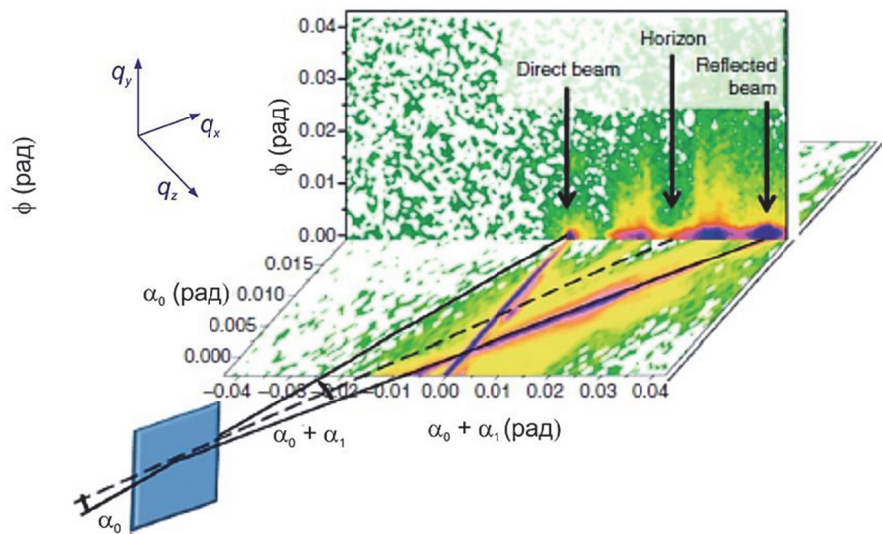 0.04
0.03
0.02
0.01
0.00
ϕ (рад)
ϕ (рад)
q_y
q_x
q_z
Direct beam
Horizon
Reflected
beam
α₀ (рад)
0.015
0.010
0.005
0.000
–0.04 –0.03 –0.02 –0.01 0.00 0.01 0.02 0.03 0.04
α₀ + α₁
α₀ + α₁ (рад)
α₀